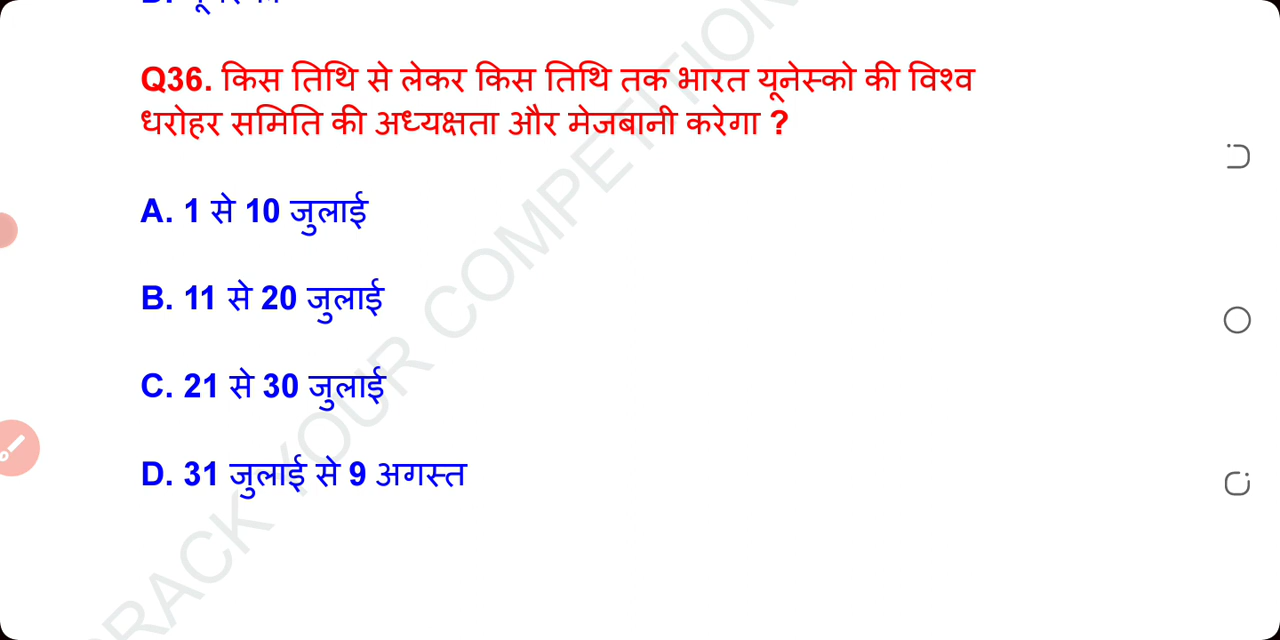 Q36. किस तिथि से लेकर किस तिथि तक भारत यूनेस्को की विश्व
धरोहर समिति की अध्यक्षता और मेजबानी करेगा ?
A. 1 से 10 जुलाई
B. 11 से 20 जुलाई
C. 21 से 30 जुलाई
D. 31 जुलाई से 9 अगस्त
RACK YOUR COMPETITION